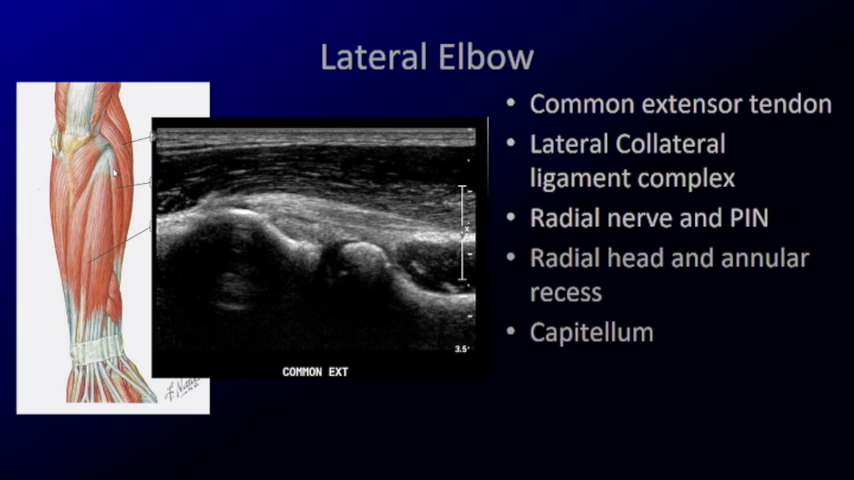 Lateral Elbow
• Common extensor tendon
• Lateral Collateral
ligament complex
• Radial nerve and PIN
• Radial head and annular
recess
• Capitellum
3.5
COMMON EXT